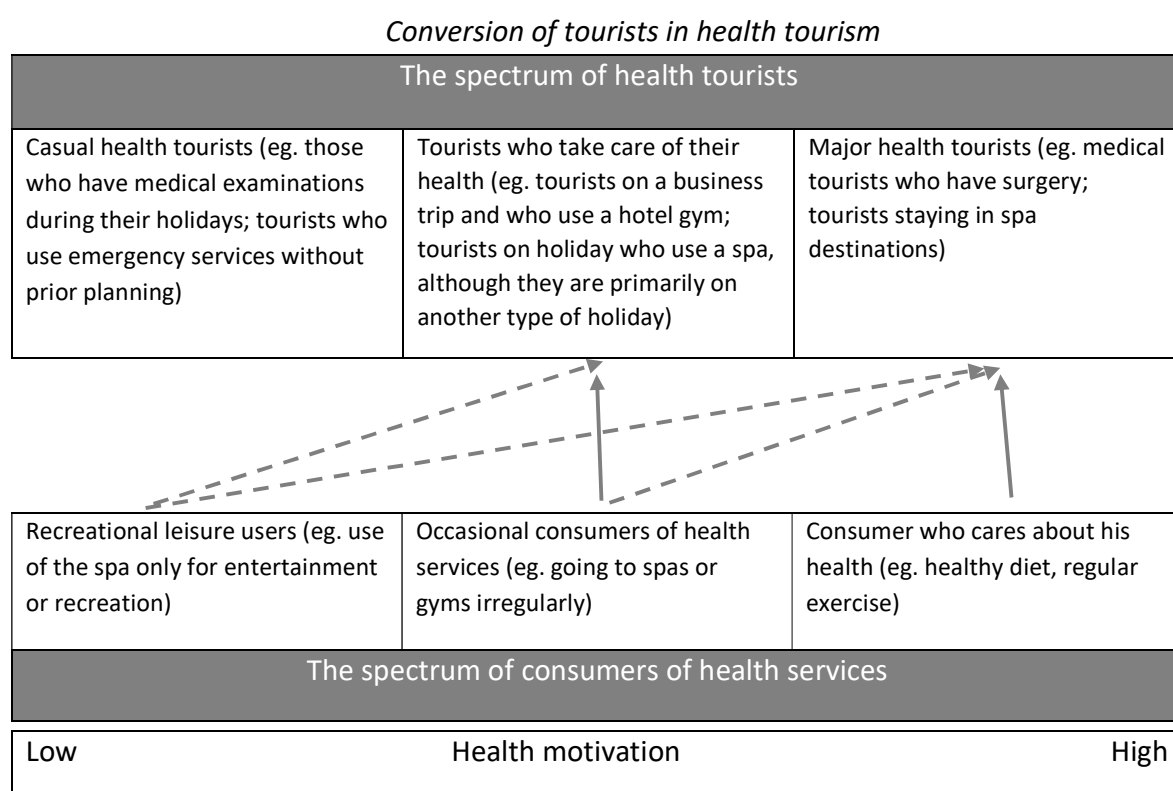 Conversion of tourists in health tourism
The spectrum of health tourists
Casual health tourists (eg. those
who have medical examinations
during their holidays; tourists who
use emergency services without
prior planning)
Tourists who take care of their
health (eg. tourists on a business
trip and who use a hotel gym;
tourists on holiday who use a spa,
although they are primarily on
another type of holiday)
Major health tourists (eg. medical
tourists who have surgery;
tourists staying in spa
destinations)
Recreational leisure users (eg. use
of the spa only for entertainment
or recreation)
Occasional consumers of health
services (eg. going to spas or
gyms irregularly)
Consumer who cares about his
health (eg. healthy diet, regular
exercise)
The spectrum of consumers of health services
Low Health motivation High